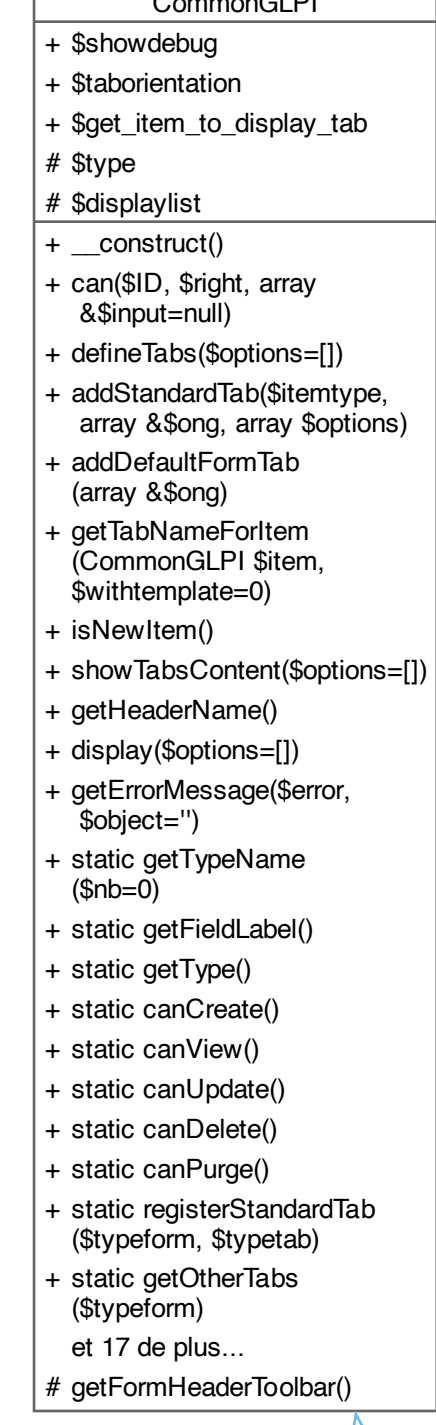 CommonGLPI
+ $showdebug
+ $taborientation
+ $get_item_to_display_tab
# $type
# $displaylist
+ __construct()
+ can($ID, $right, array
&$input=null)
+ defineTabs($options=[])
+ addStandardTab($itemtype,
array &$ong, array $options)
+ addDefaultFormTab
(array &$ong)
+ getTabNameForItem
(CommonGLPI $item,
$withtemplate=0)
+ isNewItem()
+ showTabsContent($options=[])
+ getHeaderName()
+ display($options=[])
+ getErrorMessage($error,
$object='')
+ static getTypeName
($nb=0)
+ static getFieldLabel()
+ static getType()
+ static canCreate()
+ static canView()
+ static canUpdate()
+ static canDelete()
+ static canPurge()
+ static registerStandardTab
($typeform, $typetab)
+ static getOtherTabs
($typeform)
et 17 de plus...
# getFormHeaderToolbar()